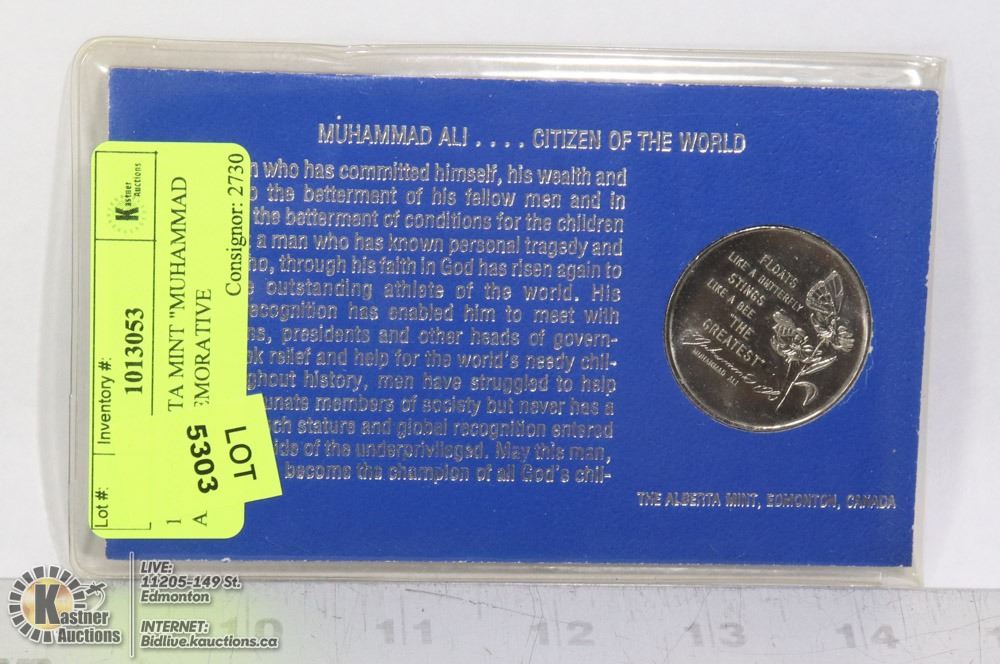 MUHAMMAD ALI . . . . CITIZEN OF THE WORLD
who has committed himself, his wealth and
the betterment of his fellow men and in
the betterment of conditions for the children
a man who has known personal tragedy and
through his faith in God has risen again to
outstanding athlete of the world. His
recognition has enabled him to meet with
presidents and other heads of govern-
relief and help for the world's needy chil-
history, men have struggled to help
members of society but never has a
stature and global recognition entered
of the underprivileged. May this man,
become the champion of all God's chil-
THE ALBERTA MINT, EDMONTON, CANADA
FLOATS
LIKE A BUTTERFLY
STINGS
LIKE A BEE
"THE
GREATEST"
MUHAMMAD ALI
Kastner
Auctions
Lot #:
Inventory #:
1013053
1 TA MINT "MUHAMMAD
A EMORATIVE
Consignor: 2730
LOT
5303
Kastner
Auctions
LIVE:
11205-149 St.
Edmonton
INTERNET:
Bidlive.kauctions.ca
11 12 13 14